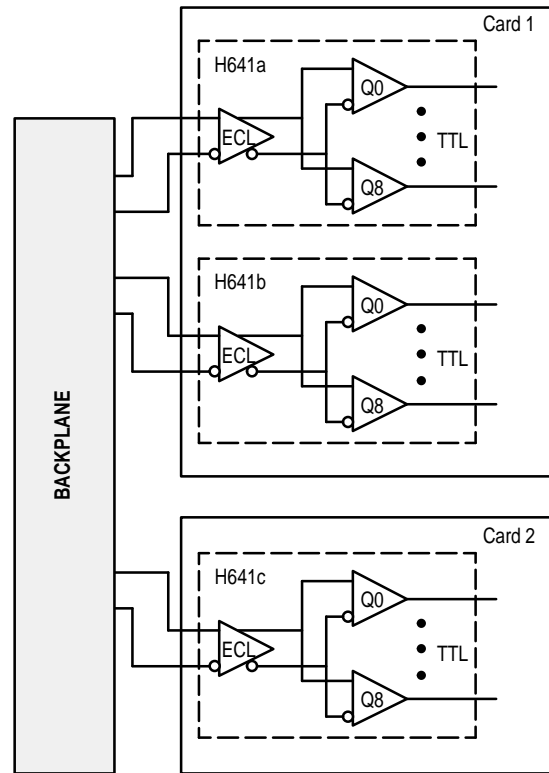 Card 1
H641a
Q0
ECL
TTL
Q8
H641b
Q0
ECL
TTL
Q8
BACKPLANE
Card 2
H641c
Q0
ECL
TTL
Q8